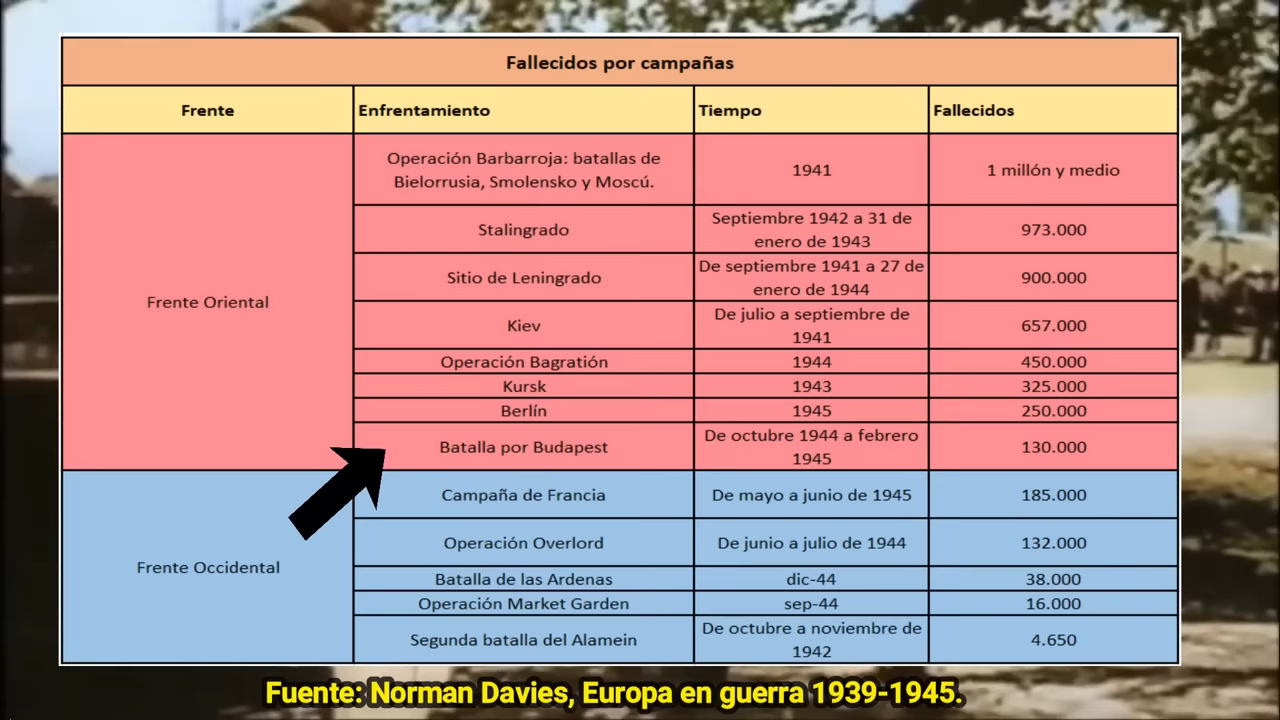 Fallecidos por campañas
Frente Enfrentamiento Tiempo Fallecidos
Frente Oriental
Operación Barbarroja: batallas de
Bielorrusia, Smolensko y Moscú.
1941
1 millón y medio
Stalingrado
Septiembre 1942 a 31 de
enero de 1943
973.000
Sitio de Leningrado
De septiembre 1941 a 27 de
enero de 1944
900.000
Kiev
De julio a septiembre de
1941
657.000
Operación Bagratión 1944 450.000
Kursk 1943 325.000
Berlín 1945 250.000
Batalla por Budapest
De octubre 1944 a febrero
1945
130.000
Frente Occidental
Campaña de Francia De mayo a junio de 1945 185.000
Operación Overlord De junio a julio de 1944 132.000
Batalla de las Ardenas dic-44 38.000
Operación Market Garden sep-44 16.000
Segunda batalla del Alamein
De octubre a noviembre de
1942
4.650
Fuente: Norman Davies, Europa en guerra 1939-1945.